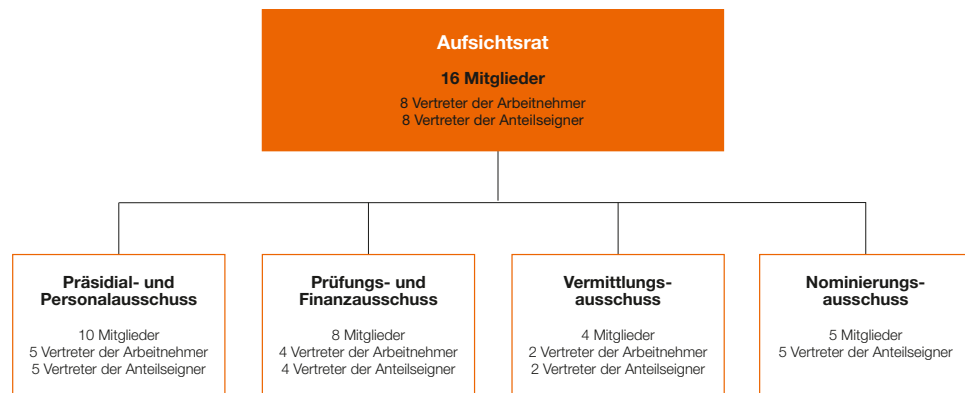 Aufsichtsrat
16 Mitglieder
8 Vertreter der Arbeitnehmer
8 Vertreter der Anteilseigner
Präsidial- und
Personalausschuss
10 Mitglieder
5 Vertreter der Arbeitnehmer
5 Vertreter der Anteilseigner
Prüfungs- und
Finanzausschuss
8 Mitglieder
4 Vertreter der Arbeitnehmer
4 Vertreter der Anteilseigner
Vermittlungs-
ausschuss
4 Mitglieder
2 Vertreter der Arbeitnehmer
2 Vertreter der Anteilseigner
Nominierungs-
ausschuss
5 Mitglieder
5 Vertreter der Anteilseigner